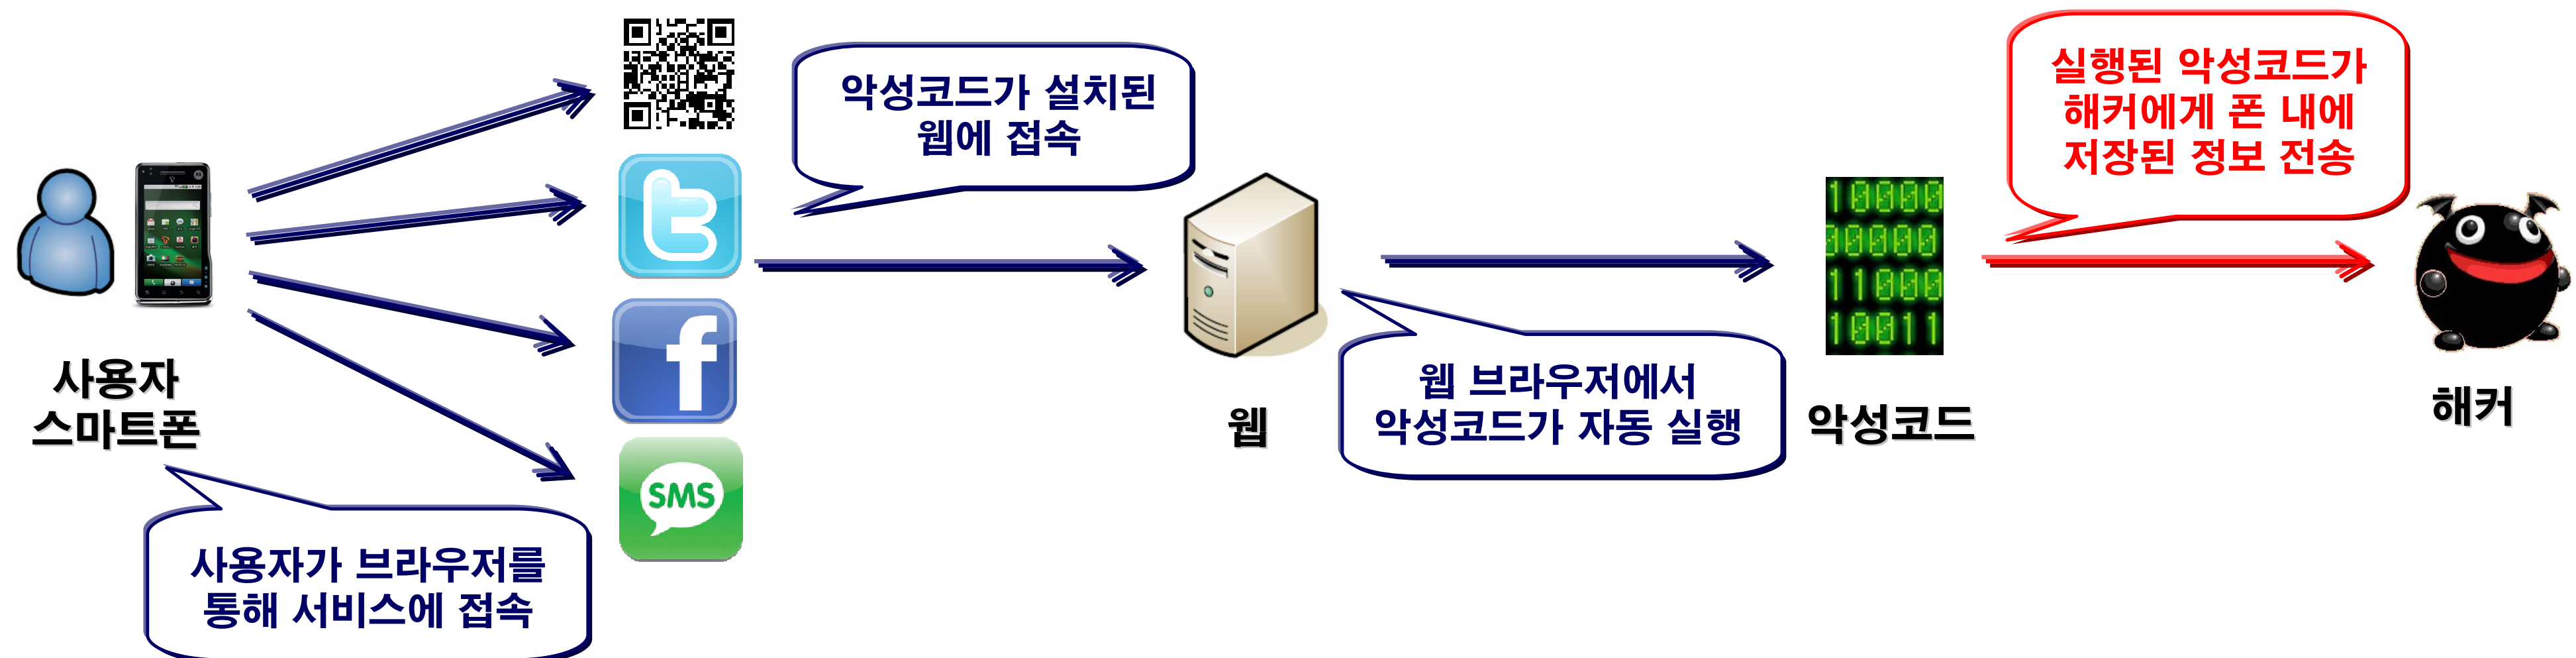 악성코드가 설치된
웹에 접속
실행된 악성코드가
해커에게 폰 내에
저장된 정보 전송
10000
00000
11000
10011
사용자
스마트폰
웹
웹 브라우저에서
악성코드가 자동 실행
악성코드
해커
SMS
사용자가 브라우저를
통해 서비스에 접속